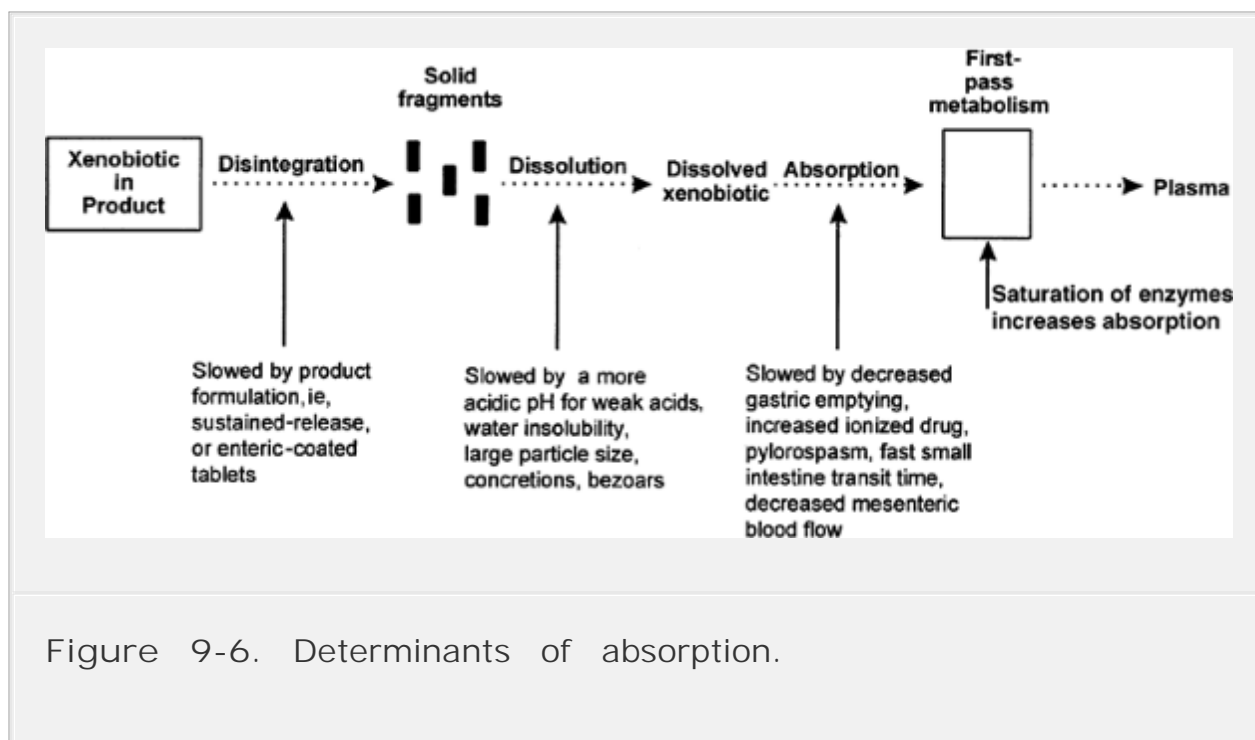 Solid
fragments
First-
pass
metabolism
Xenobiotic
in
Product
Disintegration
Dissolution
Dissolved
xenobiotic
Absorption
Plasma
Saturation of enzymes
increases absorption
Slowed by product
formulation, ie,
sustained-release,
or enteric-coated
tablets
Slowed by a more
acidic pH for weak acids,
water insolubility,
large particle size,
concretions, bezoars
Slowed by decreased
gastric emptying,
increased ionized drug,
pylorospasm, fast small
intestine transit time,
decreased mesenteric
blood flow
Figure 9-6. Determinants of absorption.